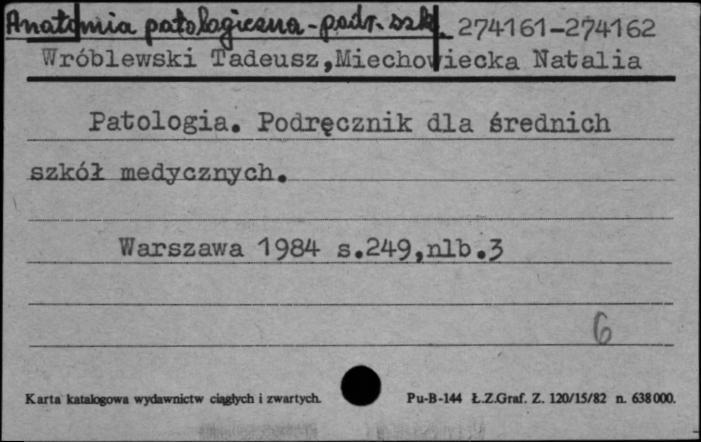 Anatomia patologiczna - podr. szk. 274161-274162
Wróblewski Tadeusz,Miechowiecka Natalia
Patologia. Podręcznik dla średnich
szkół medycznych.
Warszawa 1984 s.249,nlb.3
6
Karta katalogowa wydawnictw ciągłych i zwartych. Pu-B-144 Ł.Z.Graf. Z. 120/15/82 n. 638000.